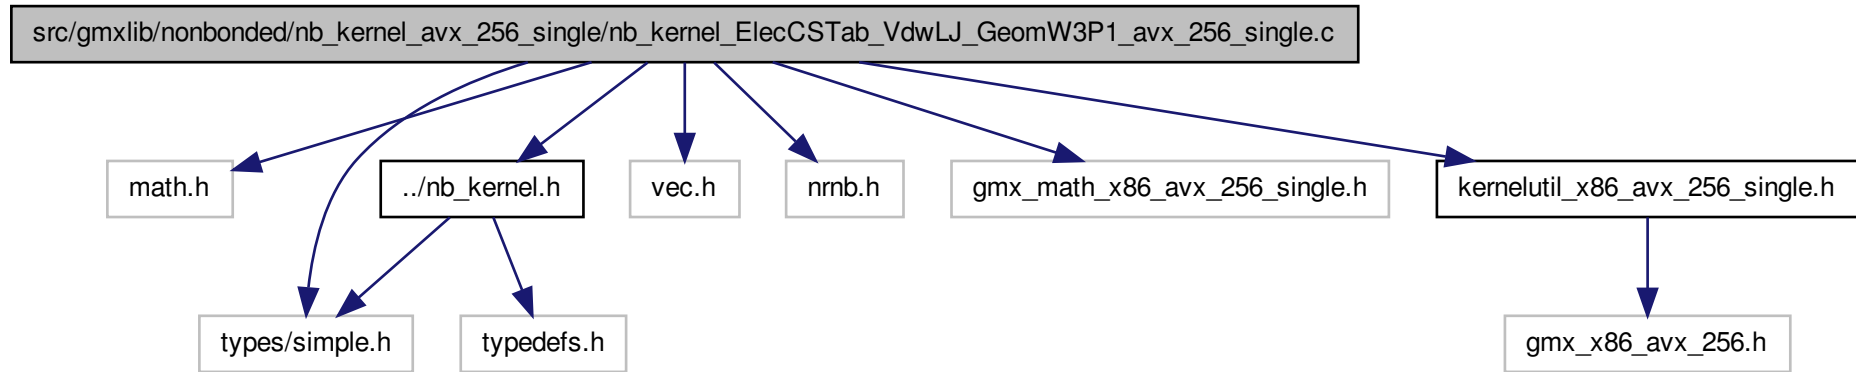 src/gmxlib/nonbonded/nb_kernel_avx_256_single/nb_kernel_ElecCSTab_VdwLJ_GeomW3P1_avx_256_single.c
math.h
../nb_kernel.h
vec.h
nrnb.h
gmx_math_x86_avx_256_single.h
kernelutil_x86_avx_256_single.h
types/simple.h
typedefs.h
gmx_x86_avx_256.h